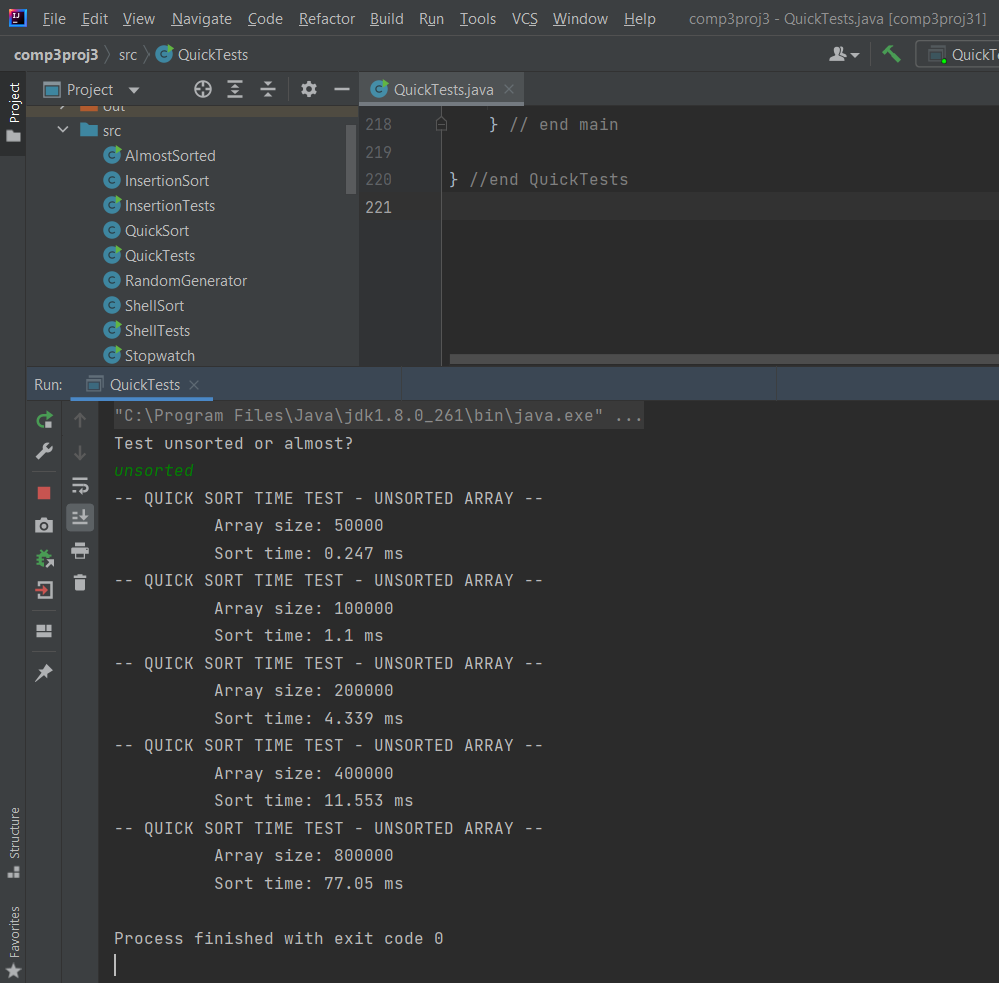 File Edit View Navigate Code Refactor Build Run Tools VCS Window Help comp3proj3 - QuickTests.java [comp3proj31]
comp3proj3 src QuickTests
Project
Project
QuickTests.java
out
src
AlmostSorted
InsertionSort
InsertionTests
QuickSort
QuickTests
RandomGenerator
ShellSort
ShellTests
Stopwatch
218 } // end main
219
220 } //end QuickTests
221
Run: QuickTests
"C:\Program Files\Java\jdk1.8.0_261\bin\java.exe" ...
Test unsorted or almost?
unsorted
-- QUICK SORT TIME TEST - UNSORTED ARRAY --
Array size: 50000
Sort time: 0.247 ms
-- QUICK SORT TIME TEST - UNSORTED ARRAY --
Array size: 100000
Sort time: 1.1 ms
-- QUICK SORT TIME TEST - UNSORTED ARRAY --
Array size: 200000
Sort time: 4.339 ms
-- QUICK SORT TIME TEST - UNSORTED ARRAY --
Array size: 400000
Sort time: 11.553 ms
-- QUICK SORT TIME TEST - UNSORTED ARRAY --
Array size: 800000
Sort time: 77.05 ms
Process finished with exit code 0
Structure
Favorites